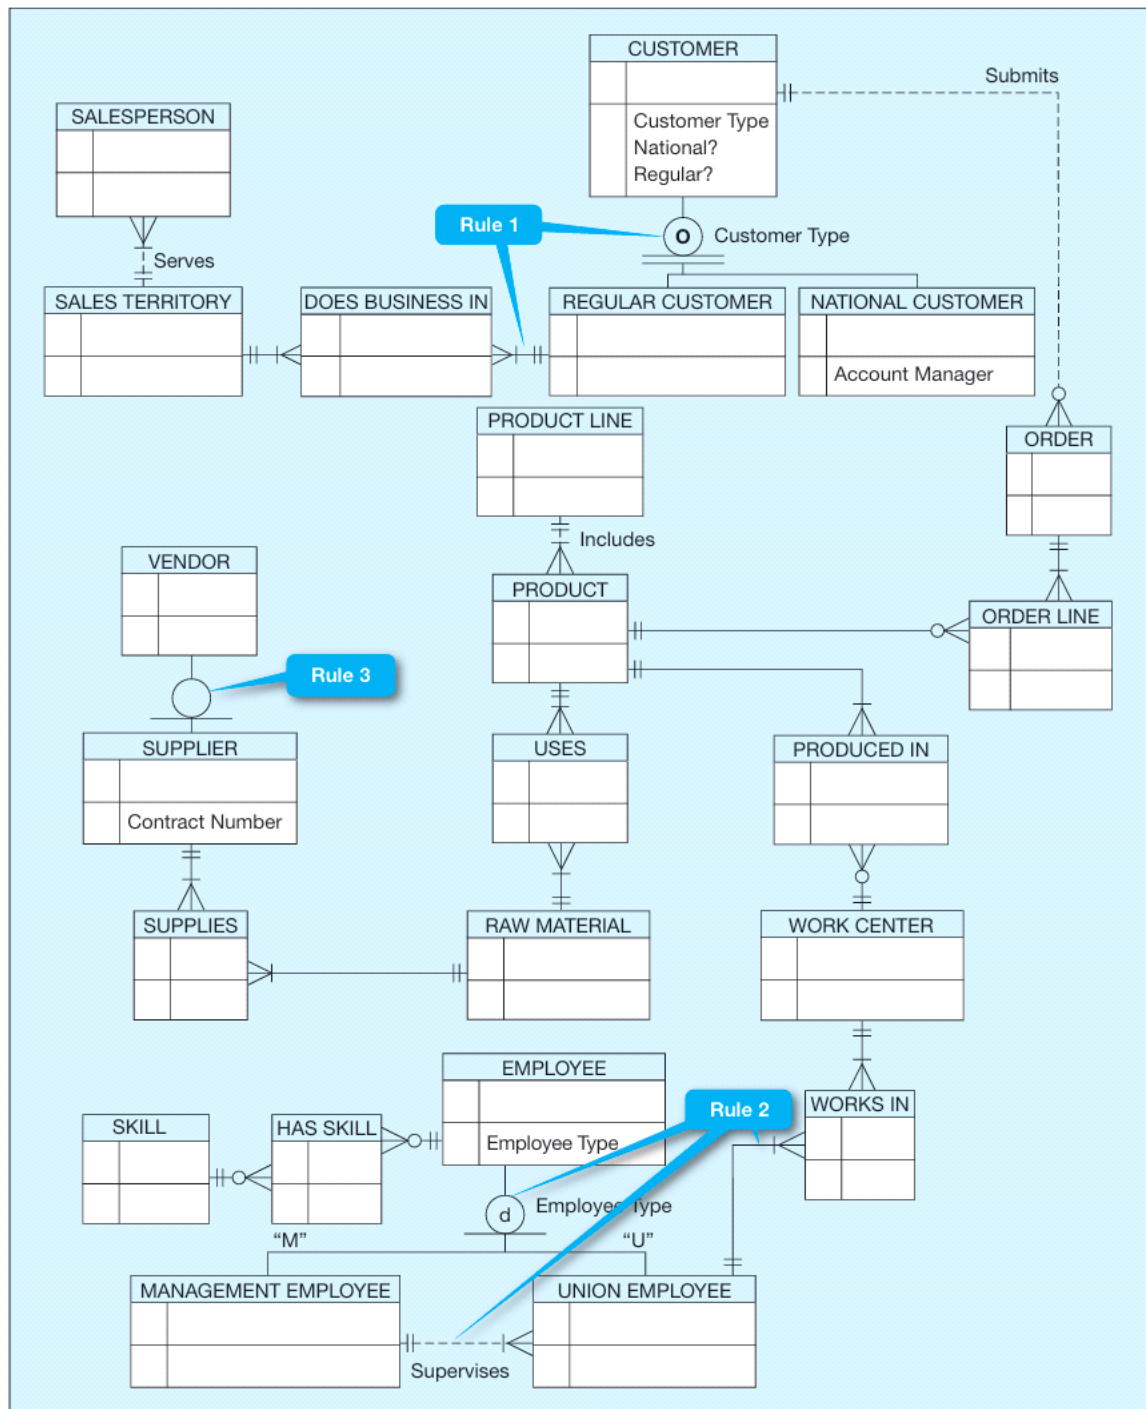 CUSTOMER
Submits
Customer Type
National?
Regular?
SALESPERSON
Rule 1
O
Customer Type
Serves
SALES TERRITORY
DOES BUSINESS IN
REGULAR CUSTOMER
NATIONAL CUSTOMER
Account Manager
PRODUCT LINE
ORDER
Includes
VENDOR
PRODUCT
ORDER LINE
Rule 3
SUPPLIER
USES
PRODUCED IN
Contract Number
SUPPLIES
RAW MATERIAL
WORK CENTER
EMPLOYEE
Rule 2
WORKS IN
SKILL
HAS SKILL
Employee Type
d
Employee Type
“M”
“U”
MANAGEMENT EMPLOYEE
UNION EMPLOYEE
Supervises